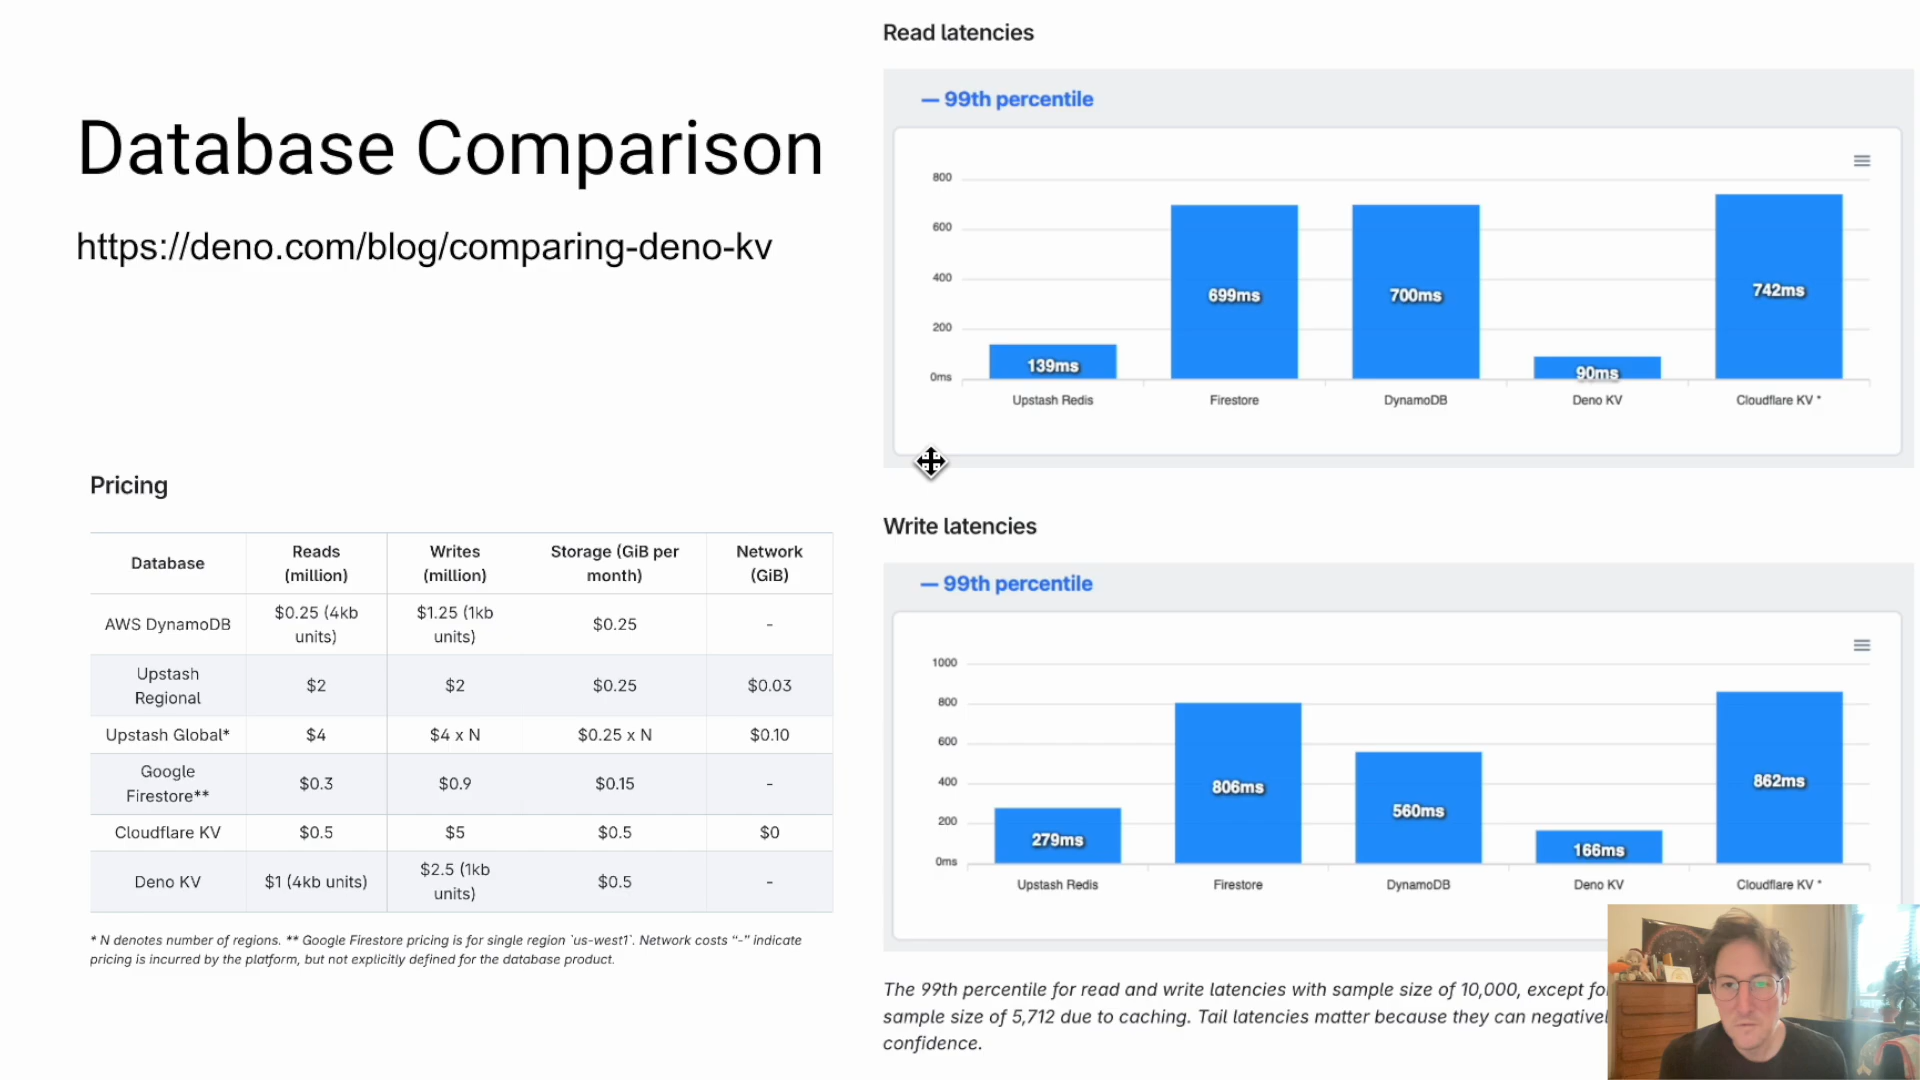 Database Comparison
https://deno.com/blog/comparing-deno-kv
Pricing
Database
Reads
(million)
Writes
(million)
Storage (GiB per
month)
Network
(GiB)
AWS DynamoDB
$0.25 (4kb
units)
$1.25 (1kb
units)
$0.25
-
Upstash
Regional
$2
$2
$0.25
$0.03
Upstash Global*
$4
$4 x N
$0.25 x N
$0.10
Google
Firestore**
$0.3
$0.9
$0.15
-
Cloudflare KV
$0.5
$5
$0.5
$0
Deno KV
$1 (4kb units)
$2.5 (1kb
units)
$0.5
-
* N denotes number of regions. ** Google Firestore pricing is for single region `us-west1`. Network costs “-” indicate
pricing is incurred by the platform, but not explicitly defined for the database product.
Read latencies
— 99th percentile
800
600
400
200
0ms
139ms
699ms
700ms
90ms
742ms
Upstash Redis
Firestore
DynamoDB
Deno KV
Cloudflare KV *
Write latencies
— 99th percentile
1000
800
600
400
200
0ms
279ms
806ms
560ms
166ms
862ms
Upstash Redis
Firestore
DynamoDB
Deno KV
Cloudflare KV *
The 99th percentile for read and write latencies with sample size of 10,000, except
sample size of 5,712 due to caching. Tail latencies matter because they can
confidence.